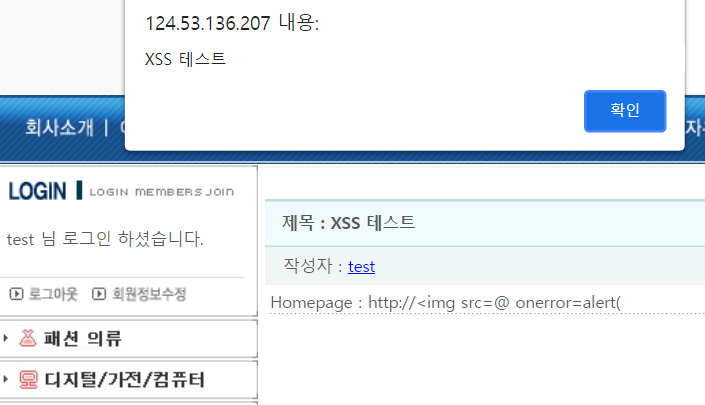 124.53.136.207 내용:
XSS 테스트
확인
회사소개 |
LOGIN LOGIN MEMBERS JOIN
test 님 로그인 하셨습니다.
로그아웃 회원정보수정
패션 의류
디지털/가전/컴퓨터
제목 : XSS 테스트
작성자 : test
Homepage : http://<img src=@ onerror=alert(